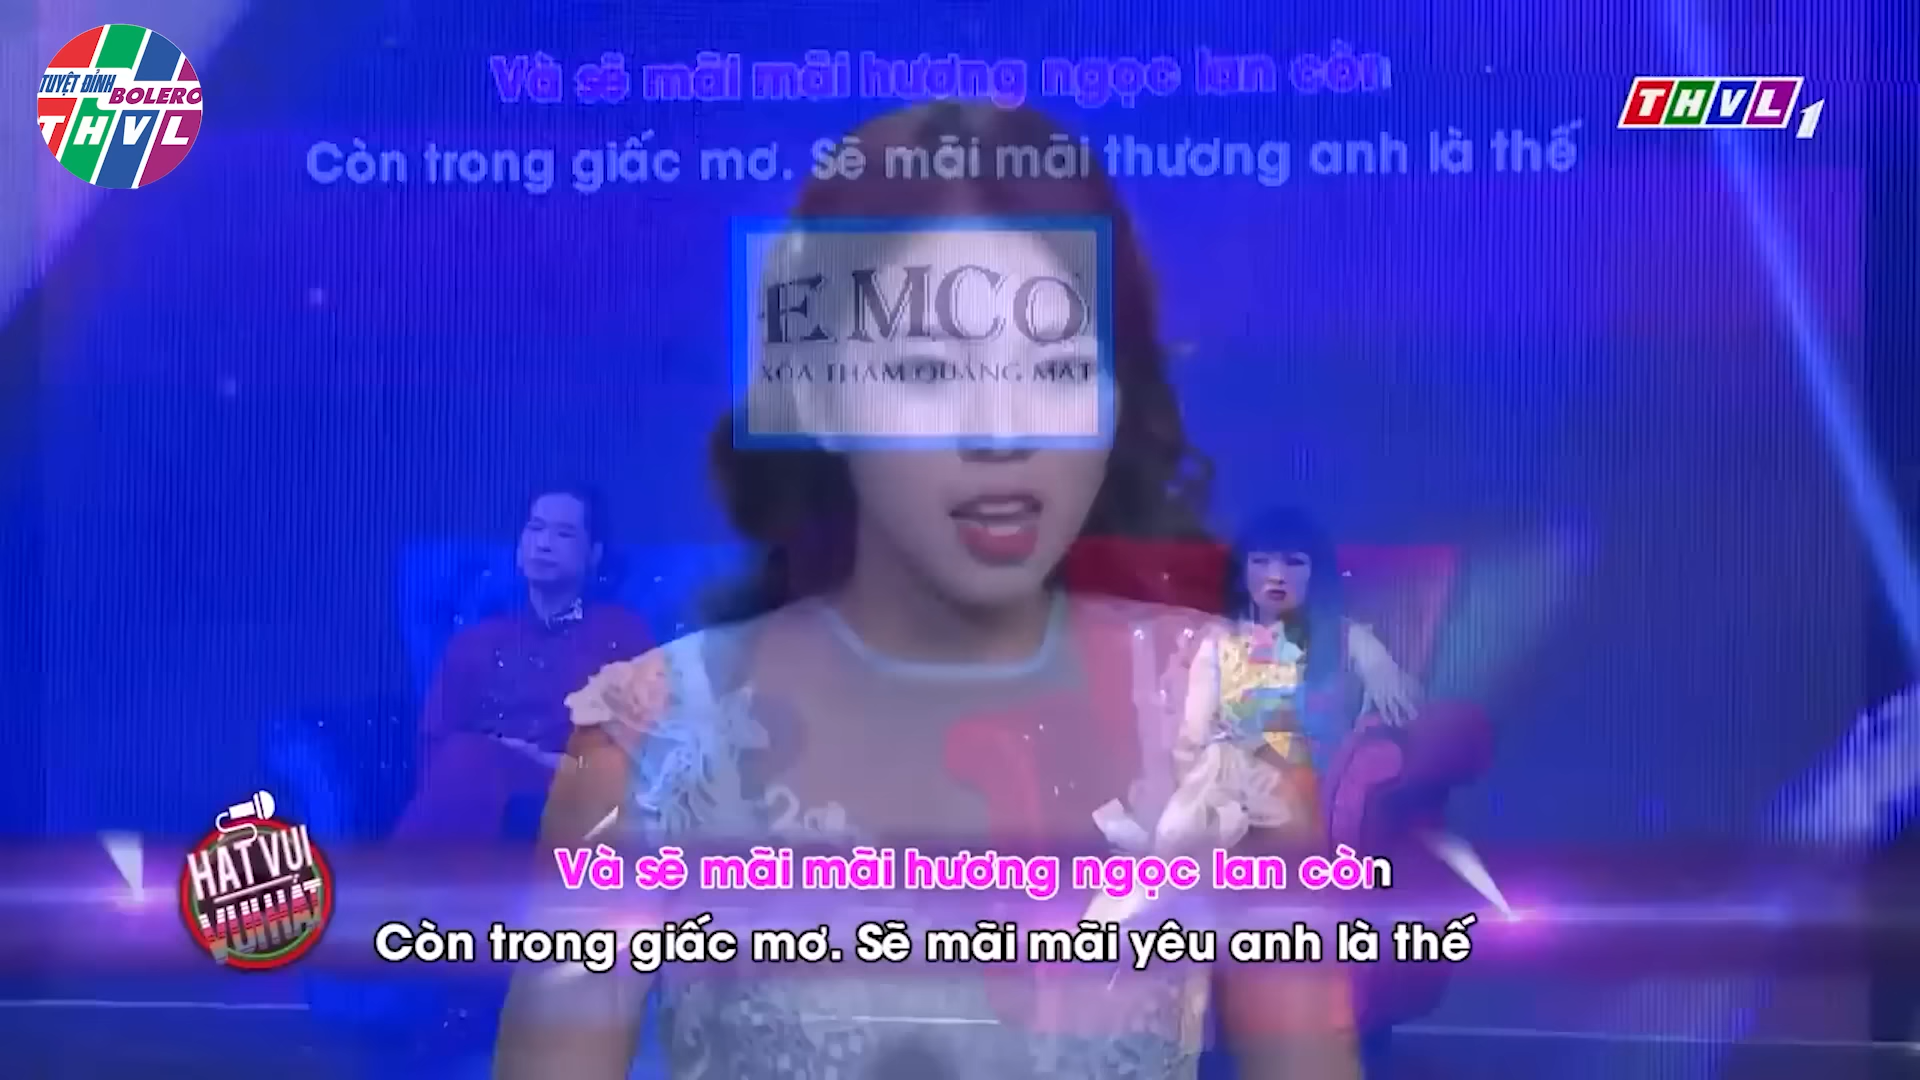 TUYỆT ĐỈNH
BOLERO
THVL
THVL1
Và sẽ mãi mãi hương ngọc lan còn
Còn trong giấc mơ. Sẽ mãi mãi thương anh là thế
EMCO
XÓA THÂM QUẦNG MẮT
HÁT VUI
VUI HÁT
Và sẽ mãi mãi hương ngọc lan còn
Còn trong giấc mơ. Sẽ mãi mãi yêu anh là thế